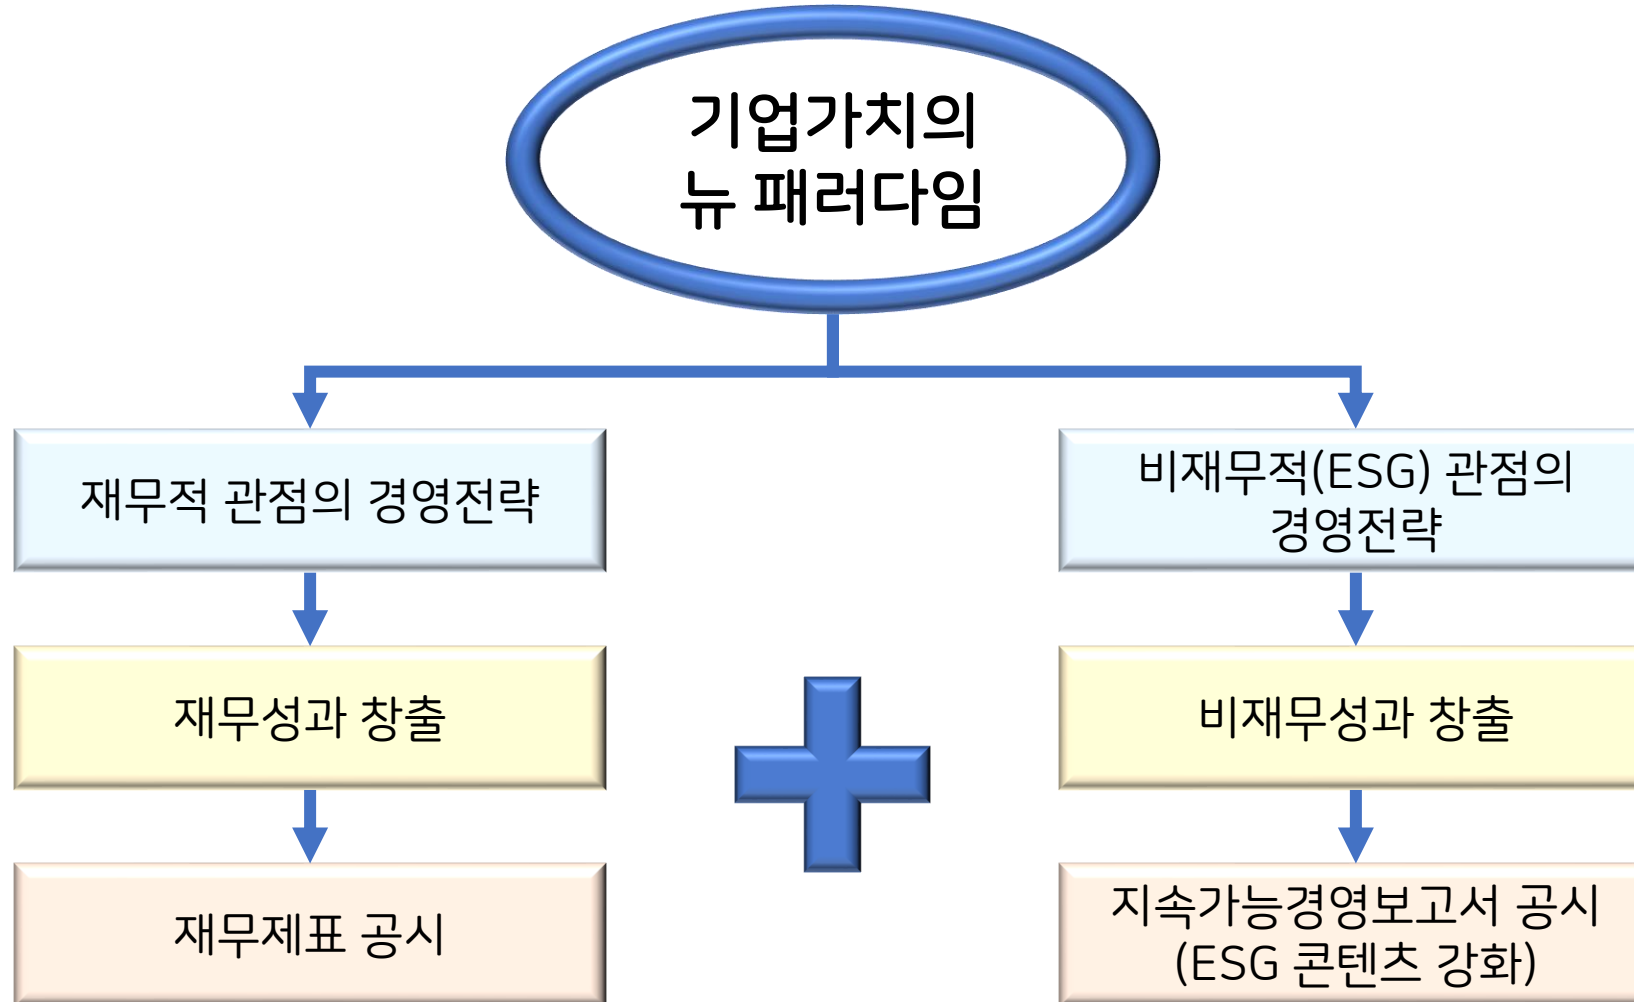 기업가치의
뉴 패러다임
재무적 관점의 경영전략
비재무적(ESG) 관점의
경영전략
재무성과 창출
비재무성과 창출
재무제표 공시
지속가능경영보고서 공시
(ESG 콘텐츠 강화)